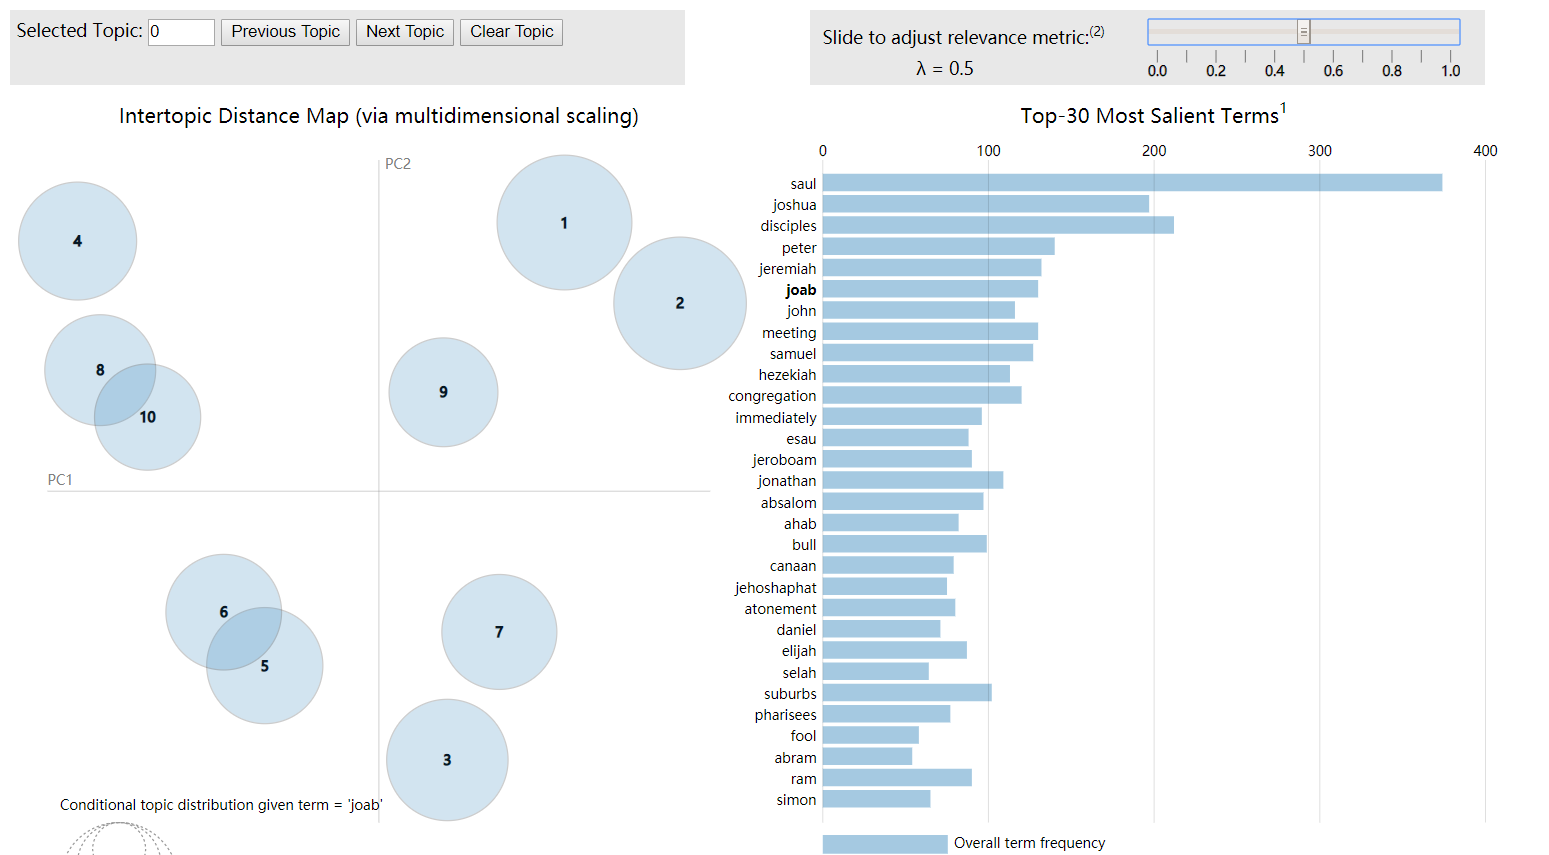 Selected Topic: 0 Previous Topic Next Topic Clear Topic
Slide to adjust relevance metric:(2)
λ = 0.5
0.0 0.2 0.4 0.6 0.8 1.0
Intertopic Distance Map (via multidimensional scaling)
PC2
PC1
1
2
3
4
5
6
7
8
9
10
Conditional topic distribution given term = 'joab'
Top-30 Most Salient Terms1
0 100 200 300 400
saul
joshua
disciples
peter
jeremiah
joab
john
meeting
samuel
hezekiah
congregation
immediately
esau
jeroboam
jonathan
absalom
ahab
bull
canaan
jehoshaphat
atonement
daniel
elijah
selah
suburbs
pharisees
fool
abram
ram
simon
Overall term frequency